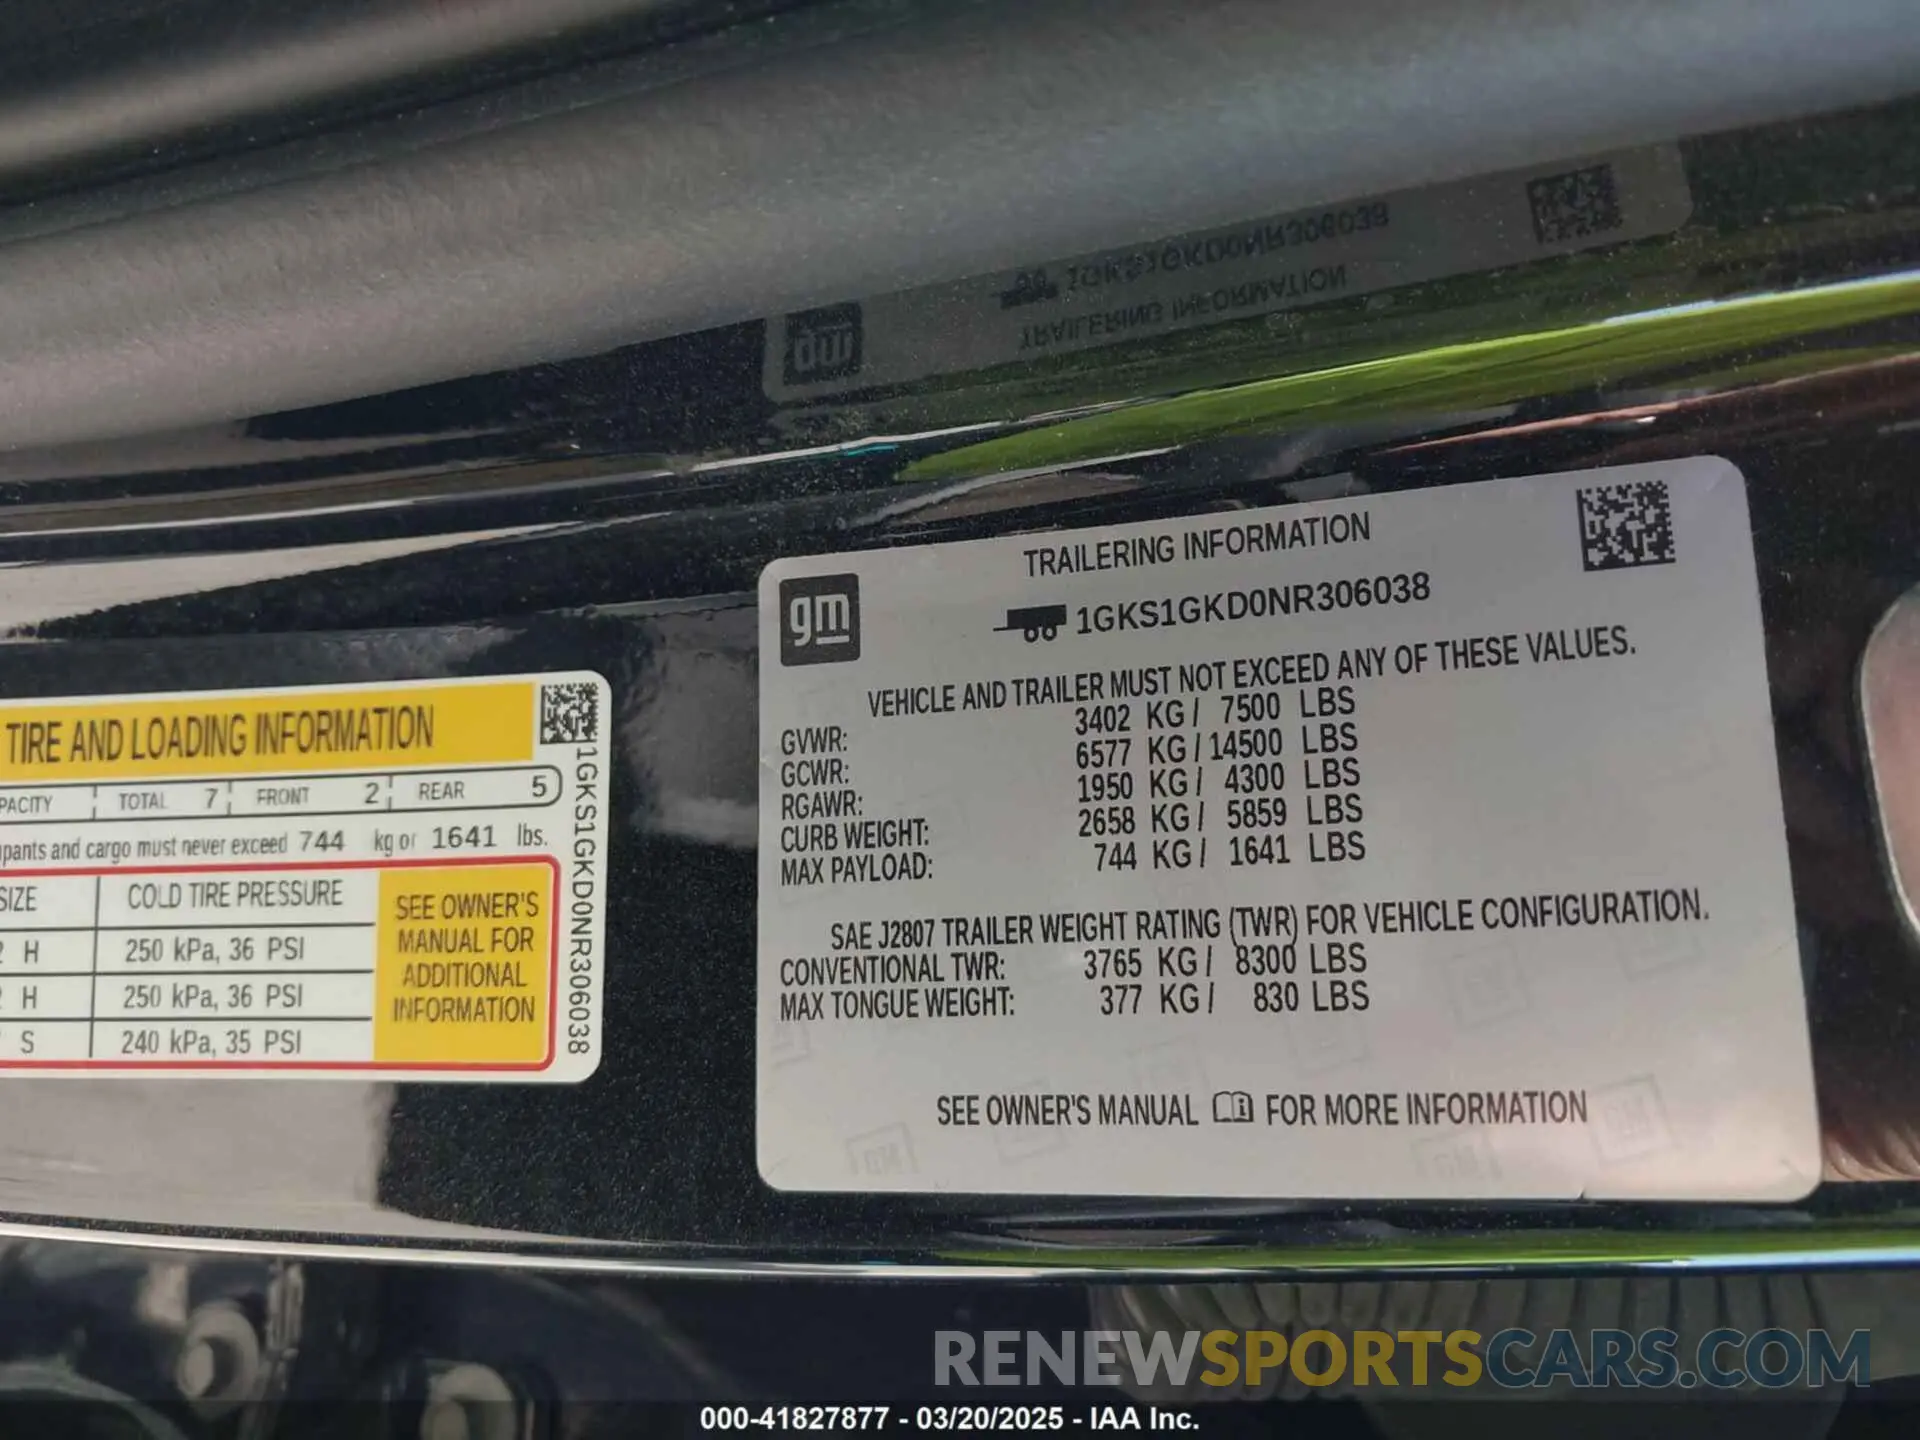 TIRE AND LOADING INFORMATION
PACITY TOTAL 7 FRONT 2 REAR 5
upants and cargo must never exceed 744 kg or 1641 lbs.
SIZE COLD TIRE PRESSURE
H 250 kPa, 36 PSI
H 250 kPa, 36 PSI
S 240 kPa, 35 PSI
SEE OWNER'S
MANUAL FOR
ADDITIONAL
INFORMATION
1GKS1GKD0NR306038
gm
TRAILERING INFORMATION
1GKS1GKD0NR306038
VEHICLE AND TRAILER MUST NOT EXCEED ANY OF THESE VALUES.
GVWR: 3402 KG/ 7500 LBS
GCWR: 6577 KG/14500 LBS
RGAWR: 1950 KG/ 4300 LBS
CURB WEIGHT: 2658 KG/ 5859 LBS
MAX PAYLOAD: 744 KG/ 1641 LBS
SAE J2807 TRAILER WEIGHT RATING (TWR) FOR VEHICLE CONFIGURATION.
CONVENTIONAL TWR: 3765 KG/ 8300 LBS
MAX TONGUE WEIGHT: 377 KG/ 830 LBS
SEE OWNER'S MANUAL FOR MORE INFORMATION
RENEWSPORTSCARS.COM
000-41827877 - 03/20/2025 - IAA Inc.